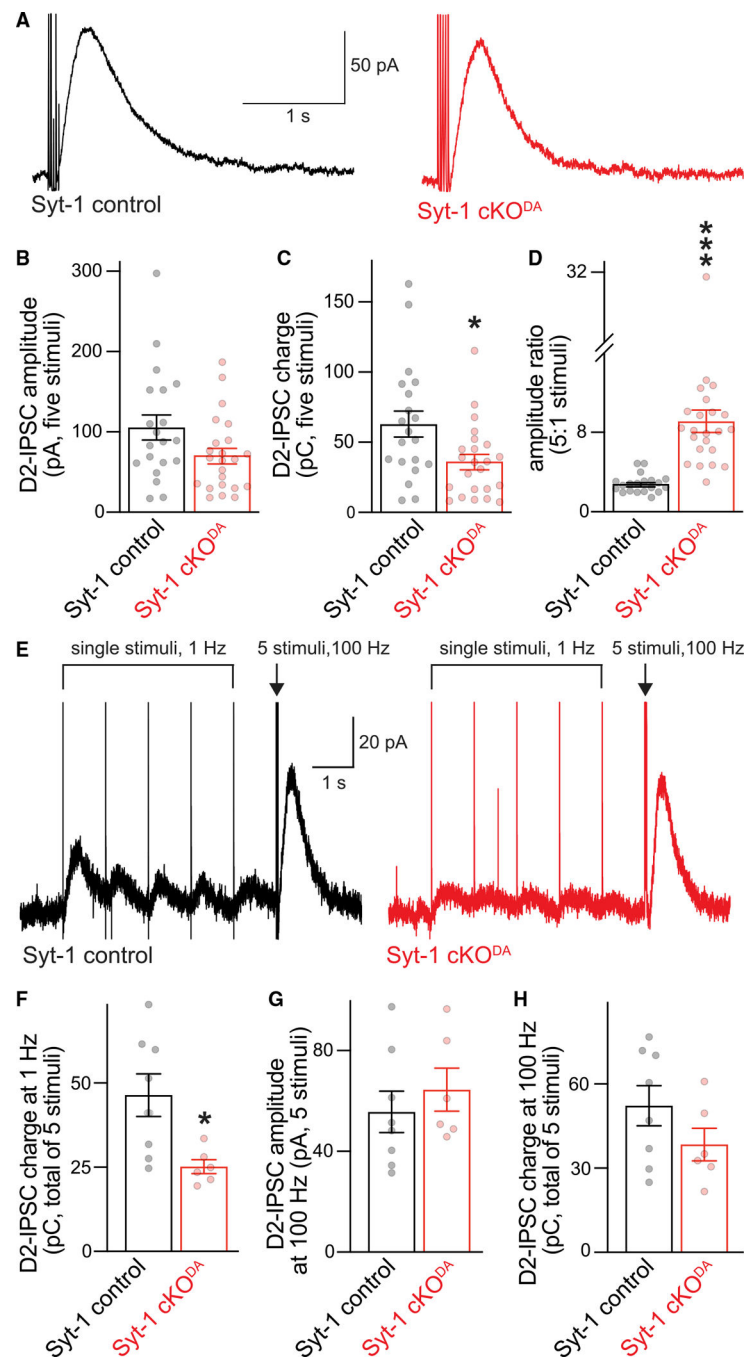 A
50 pA
1 s
Syt-1 control
Syt-1 cKOᴰᴬ
B
D2-IPSC amplitude
(pA, five stimuli)
300
200
100
0
Syt-1 control
Syt-1 cKOᴰᴬ
C
D2-IPSC charge
(pC, five stimuli)
150
100
50
0
*
Syt-1 control
Syt-1 cKOᴰᴬ
D
amplitude ratio
(5:1 stimuli)
32
8
0
***
Syt-1 control
Syt-1 cKOᴰᴬ
E
single stimuli, 1 Hz
5 stimuli,100 Hz
single stimuli, 1 Hz
5 stimuli,100 Hz
20 pA
1 s
Syt-1 control
Syt-1 cKOᴰᴬ
F
D2-IPSC charge at 1 Hz
(pC, total of 5 stimuli)
50
25
0
*
Syt-1 control
Syt-1 cKOᴰᴬ
G
D2-IPSC amplitude
at 100 Hz (pA, 5 stimuli)
80
40
0
Syt-1 control
Syt-1 cKOᴰᴬ
H
D2-IPSC charge at 100 Hz
(pC, total of 5 stimuli)
60
30
0
Syt-1 control
Syt-1 cKOᴰᴬ